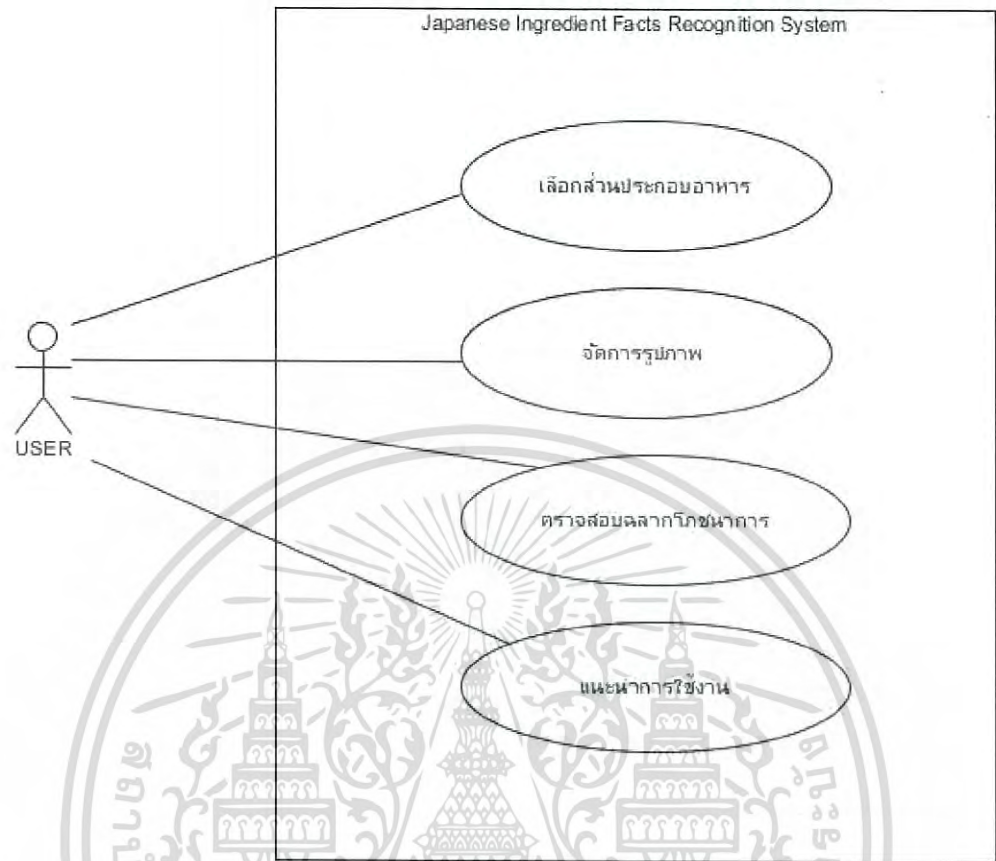 Japanese Ingredient Facts Recognition System
เลือกส่วนประกอบอาหาร
จัดการรูปภาพ
USER
ตรวจสอบฉลากโภชนาการ
แนะนำการใช้งาน